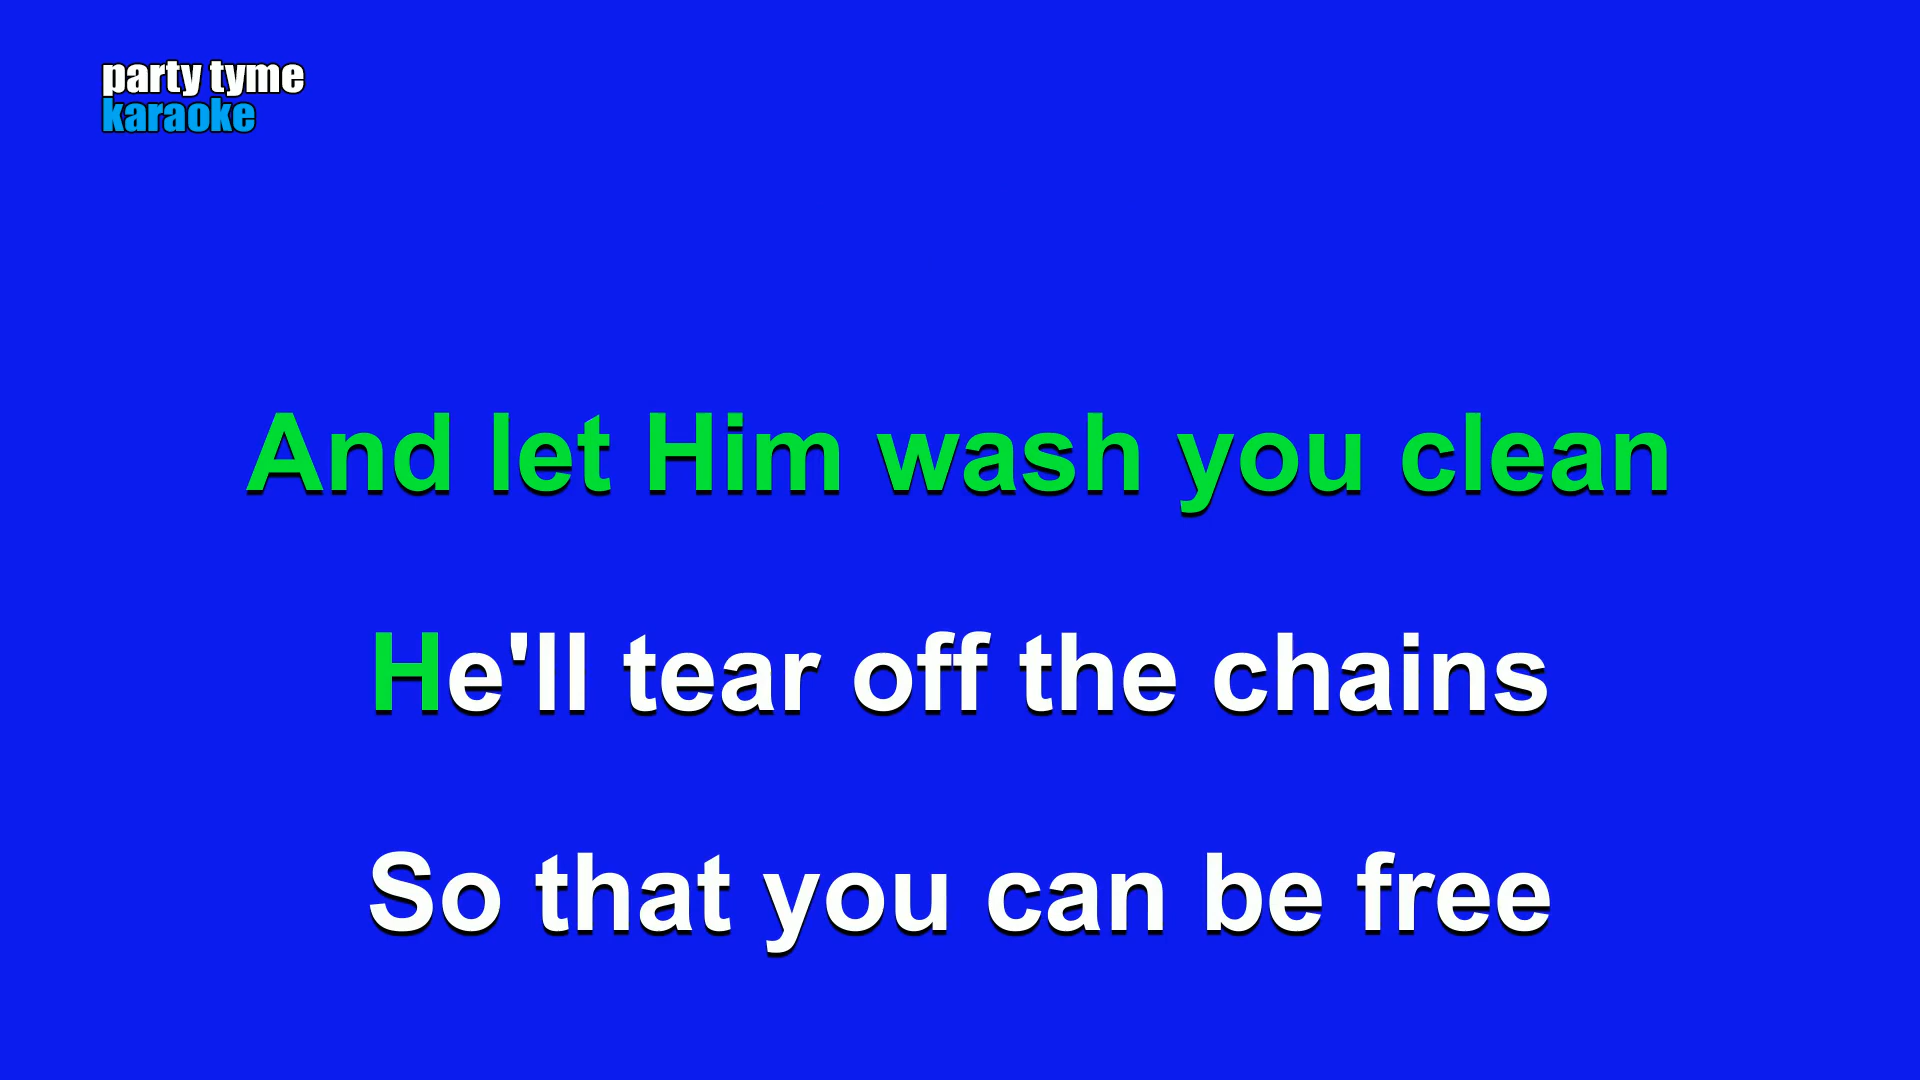 party tyme
karaoke
And let Him wash you clean
He'll tear off the chains
So that you can be free